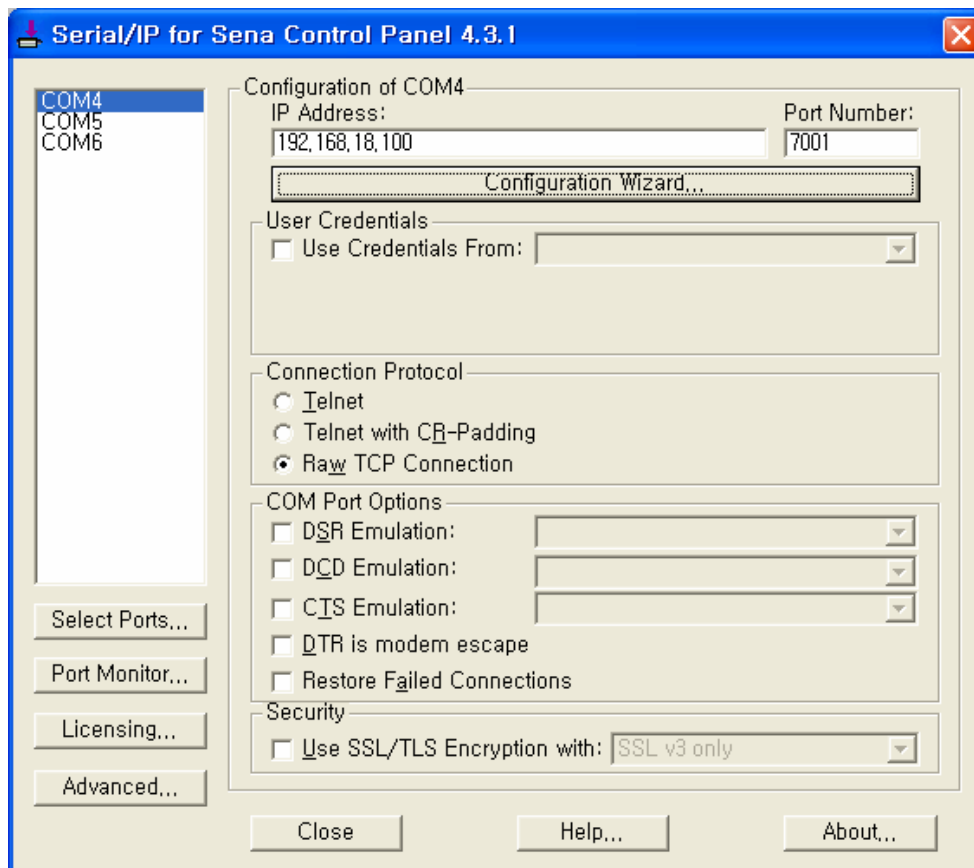 Serial/IP for Sena Control Panel 4.3.1
COM4
COM5
COM6
Configuration of COM4
IP Address: Port Number:
192,168,18,100 7001
Configuration Wizard,,,
User Credentials
Use Credentials From:
Connection Protocol
Telnet
Telnet with CR-Padding
Raw TCP Connection
COM Port Options
DSR Emulation:
DCD Emulation:
CTS Emulation:
DTR is modem escape
Restore Failed Connections
Security
Use SSL/TLS Encryption with: SSL v3 only
Select Ports,,,
Port Monitor,,,
Licensing,,,
Advanced,,,
Close Help,,, About,,,